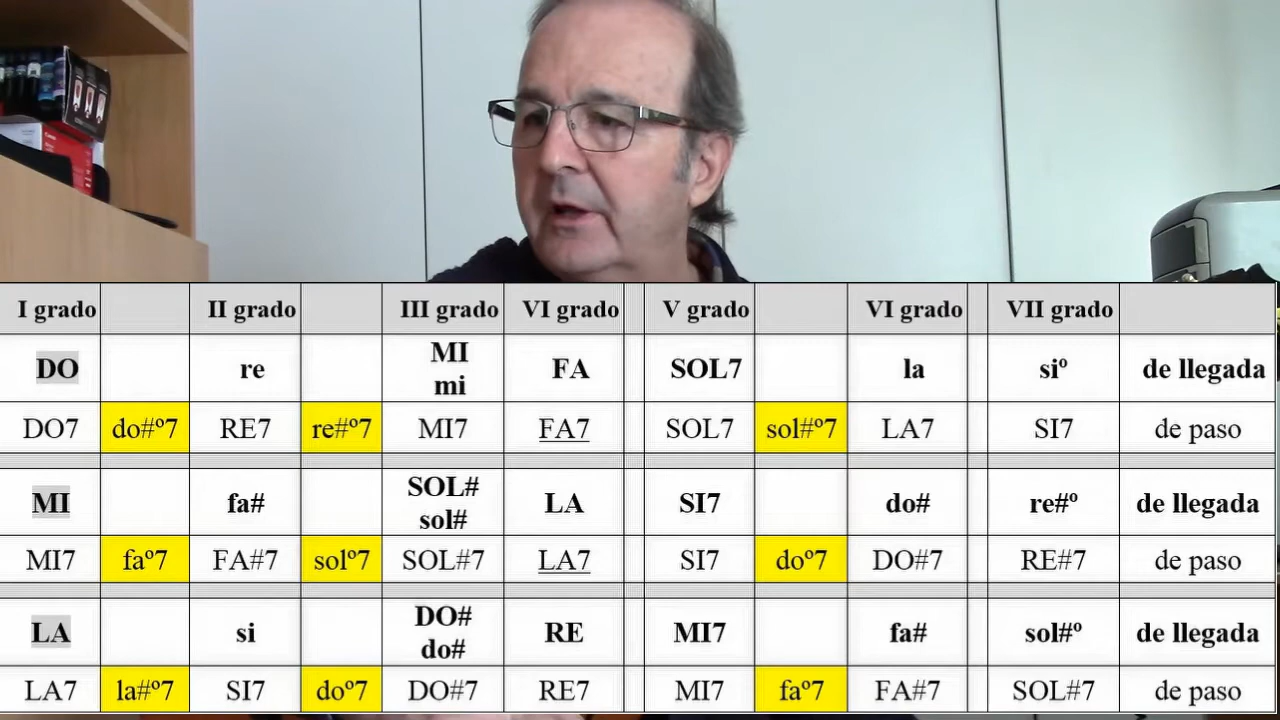 I grado II grado III grado VI grado V grado VI grado VII grado
DO re MI mi FA SOL7 la siº de llegada
DO7 do#º7 RE7 re#º7 MI7 FA7 SOL7 sol#º7 LA7 SI7 de paso
MI fa# SOL# sol# LA SI7 do# re#º de llegada
MI7 faº7 FA#7 solº7 SOL#7 LA7 SI7 doº7 DO#7 RE#7 de paso
LA si DO# do# RE MI7 fa# sol#º de llegada
LA7 la#º7 SI7 doº7 DO#7 RE7 MI7 faº7 FA#7 SOL#7 de paso